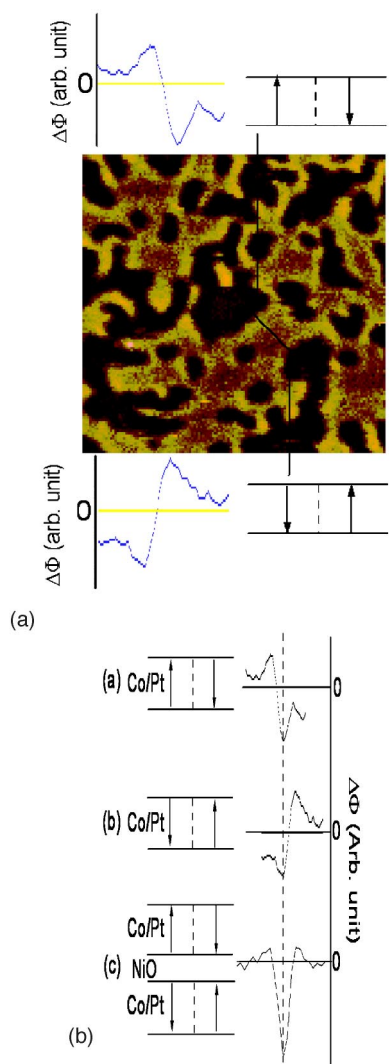 ΔΦ (arb. unit)
0
ΔΦ (arb. unit)
0
(a)
(a) Co/Pt
0
(b) Co/Pt
0
ΔΦ (Arb. unit)
Co/Pt
(c) NiO
0
Co/Pt
(b)